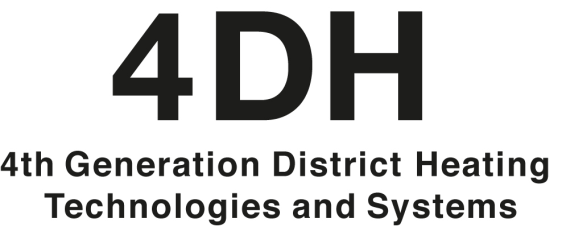 4DH
4th Generation District Heating
Technologies and Systems